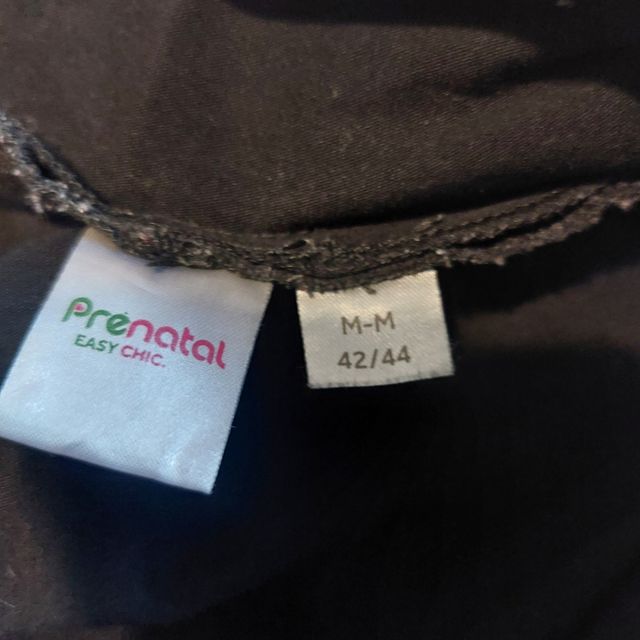 Prénatal
EASY CHIC.
M-M
42/44